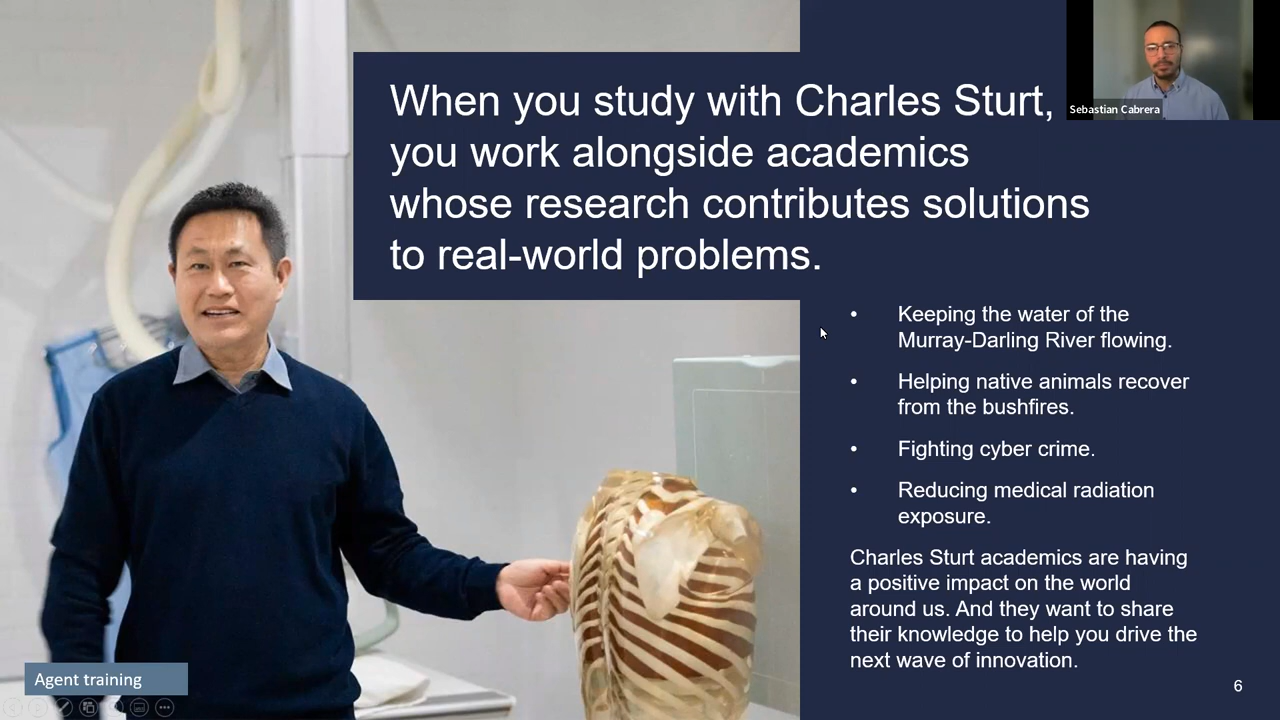 When you study with Charles Sturt,
you work alongside academics
whose research contributes solutions
to real-world problems.
Sebastian Cabrera
• Keeping the water of the
Murray-Darling River flowing.
• Helping native animals recover
from the bushfires.
• Fighting cyber crime.
• Reducing medical radiation
exposure.
Charles Sturt academics are having
a positive impact on the world
around us. And they want to share
their knowledge to help you drive the
next wave of innovation.
Agent training
6